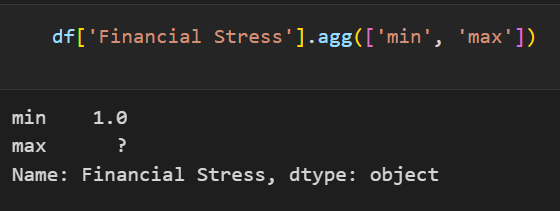 df['Financial Stress'].agg(['min', 'max'])
min    1.0
max      ?
Name: Financial Stress, dtype: object